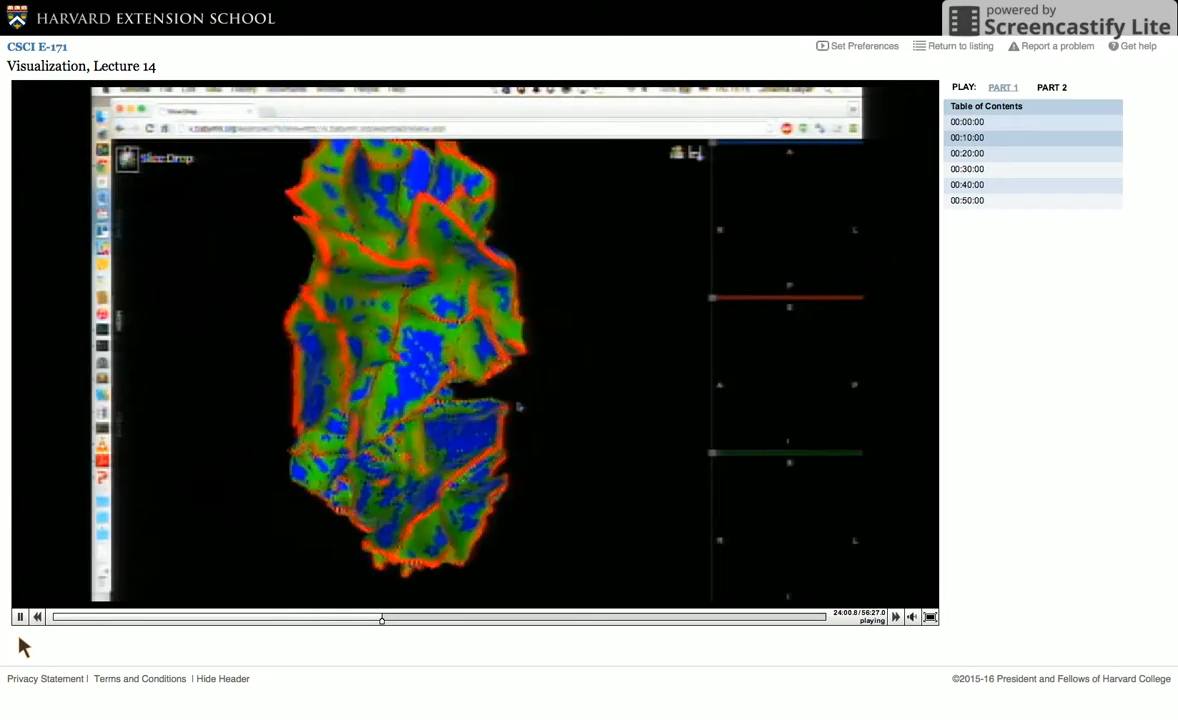 HARVARD EXTENSION SCHOOL
powered by
Screencastify Lite
CSCI E-171
Set Preferences
Return to listing
Report a problem
Get help
Visualization, Lecture 14
PLAY: PART 1 PART 2
Table of Contents
00:00:00
00:10:00
00:20:00
00:30:00
00:40:00
00:50:00
Slice:Drop
24:00.8/56:27.0
playing
Privacy Statement | Terms and Conditions | Hide Header
©2015-16 President and Fellows of Harvard College